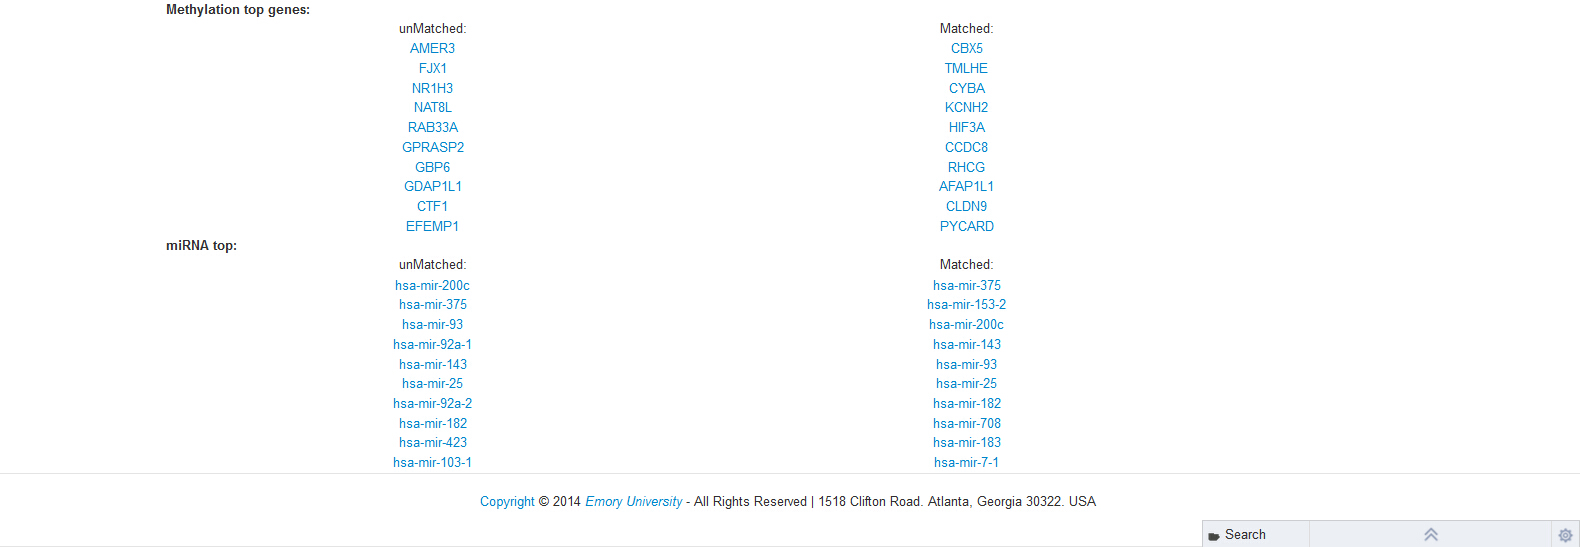 Methylation top genes:
unMatched: Matched:
AMER3 CBX5
FJX1 TMLHE
NR1H3 CYBA
NAT8L KCNH2
RAB33A HIF3A
GPRASP2 CCDC8
GBP6 RHCG
GDAP1L1 AFAP1L1
CTF1 CLDN9
EFEMP1 PYCARD
miRNA top:
unMatched: Matched:
hsa-mir-200c hsa-mir-375
hsa-mir-375 hsa-mir-153-2
hsa-mir-93 hsa-mir-200c
hsa-mir-92a-1 hsa-mir-143
hsa-mir-143 hsa-mir-93
hsa-mir-25 hsa-mir-25
hsa-mir-92a-2 hsa-mir-182
hsa-mir-182 hsa-mir-708
hsa-mir-423 hsa-mir-183
hsa-mir-103-1 hsa-mir-7-1
Copyright © 2014 Emory University - All Rights Reserved | 1518 Clifton Road. Atlanta, Georgia 30322. USA
Search